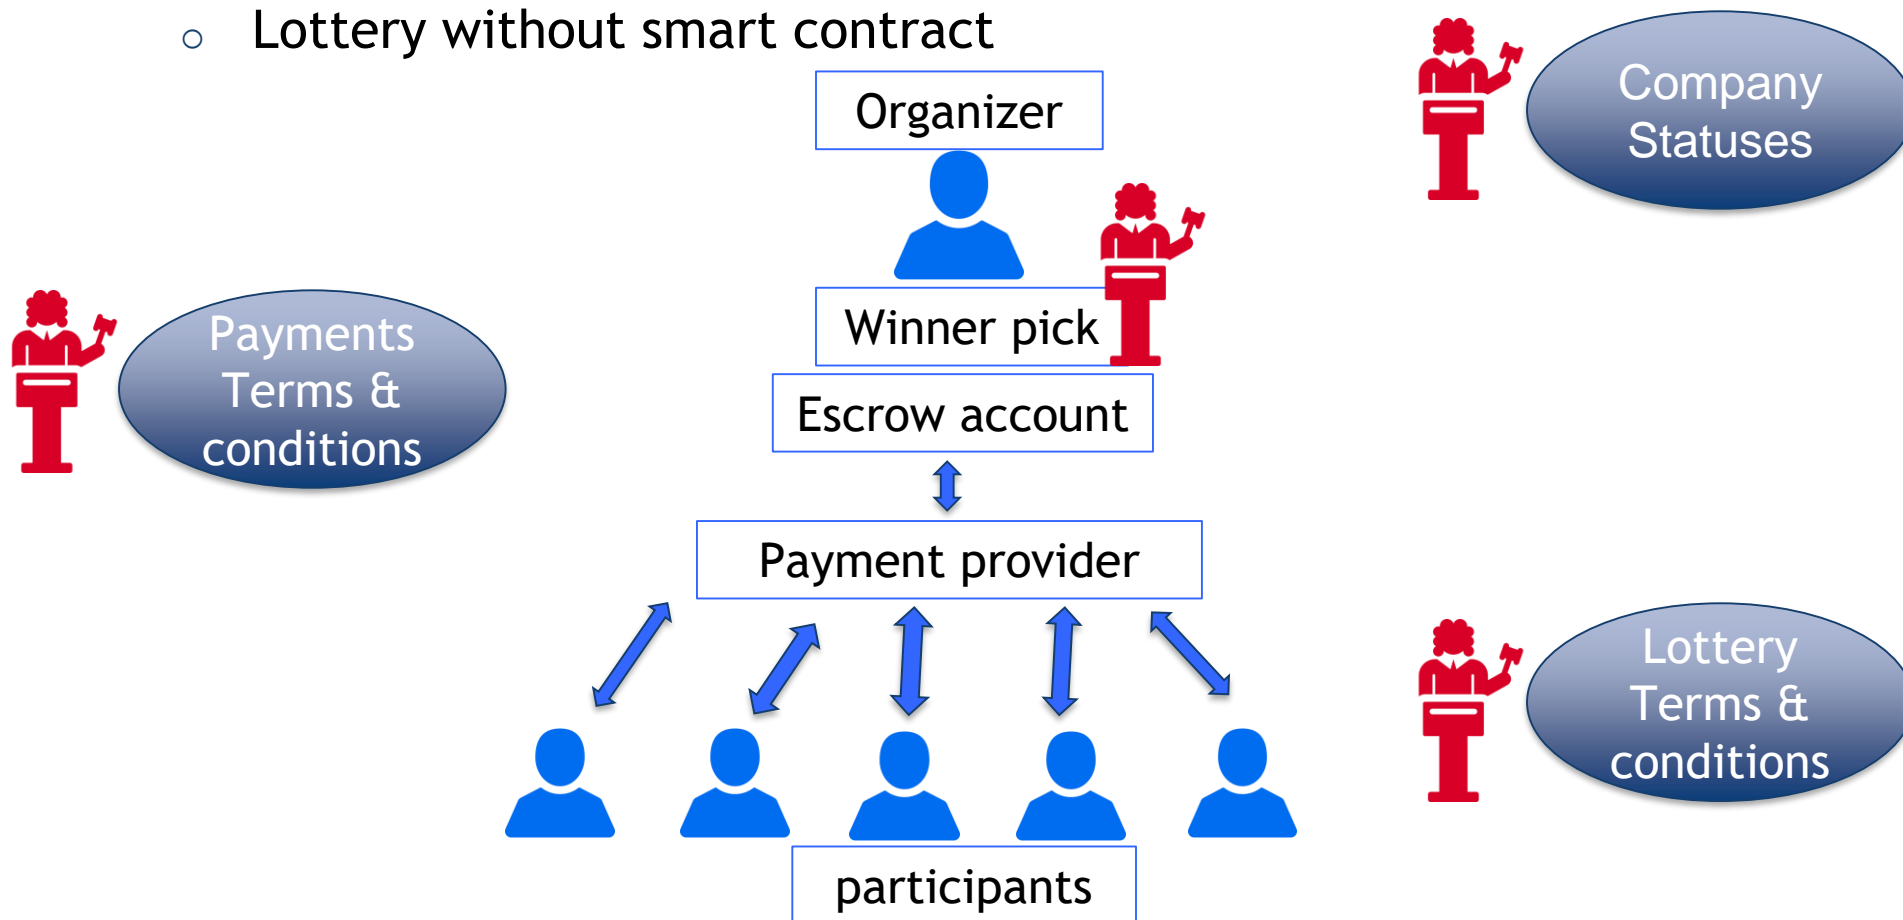 Lottery without smart contract
Organizer
Company
Statuses
Winner pick
Payments
Terms &
conditions
Escrow account
Payment provider
Lottery
Terms &
conditions
participants